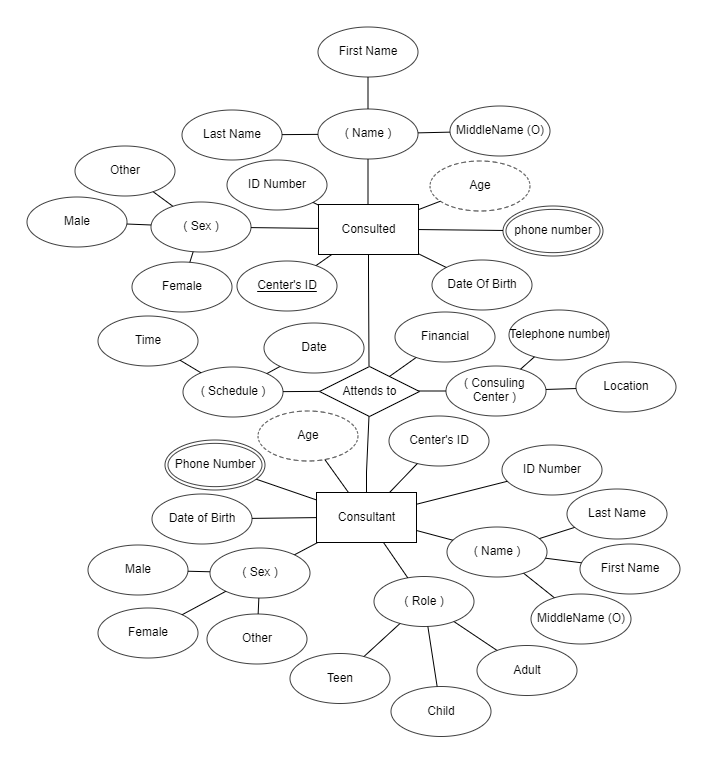 First Name
Last Name
( Name )
MiddleName (O)
Other
ID Number
Age
Male
( Sex )
Consulted
phone number
Female
Center's ID
Date Of Birth
Time
Date
Financial
Telephone number
( Schedule )
Attends to
( Consuling
Center )
Location
Age
Center's ID
Phone Number
ID Number
Date of Birth
Consultant
Last Name
( Name )
First Name
Male
( Sex )
( Role )
MiddleName (O)
Female
Other
Teen
Adult
Child